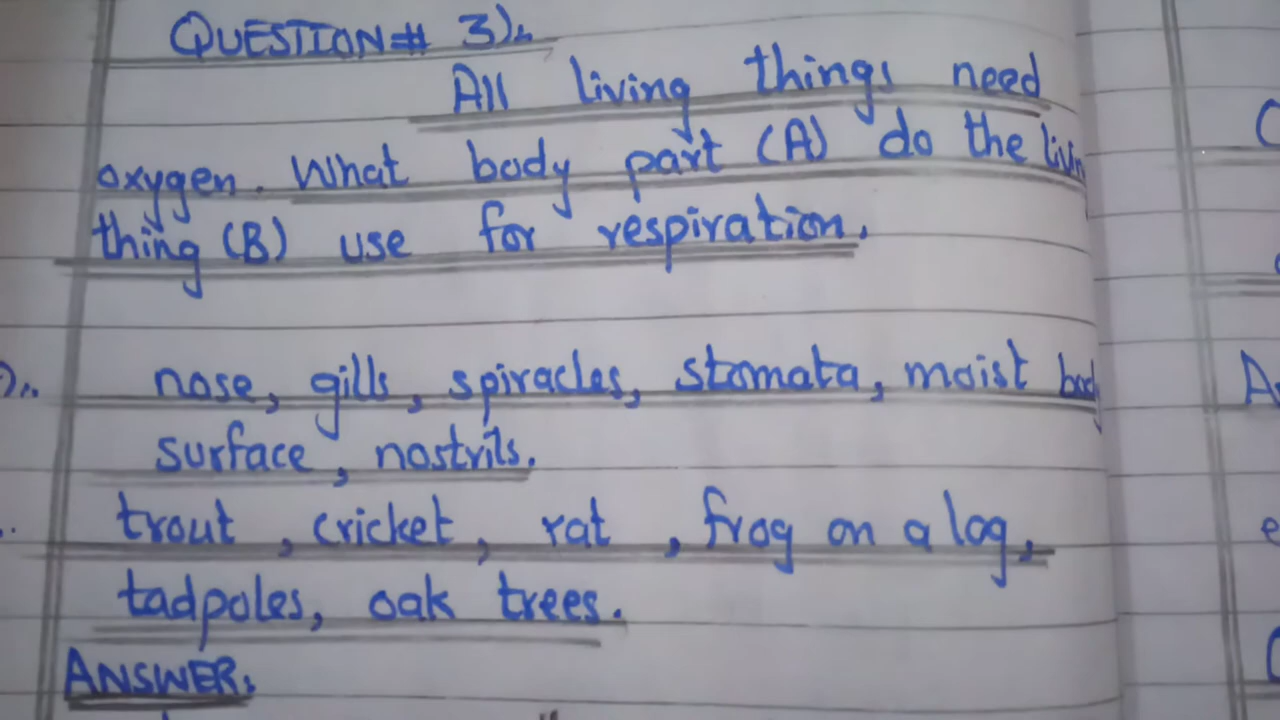 QUESTION# 3).
All living things need
oxygen. What body part (A) do the
thing (B) use for respiration.
nose, gills, spiracles, stomata, moist body
surface, nostrils.
trout, cricket, rat, frog on a log,
tadpoles, oak trees.
ANSWER: